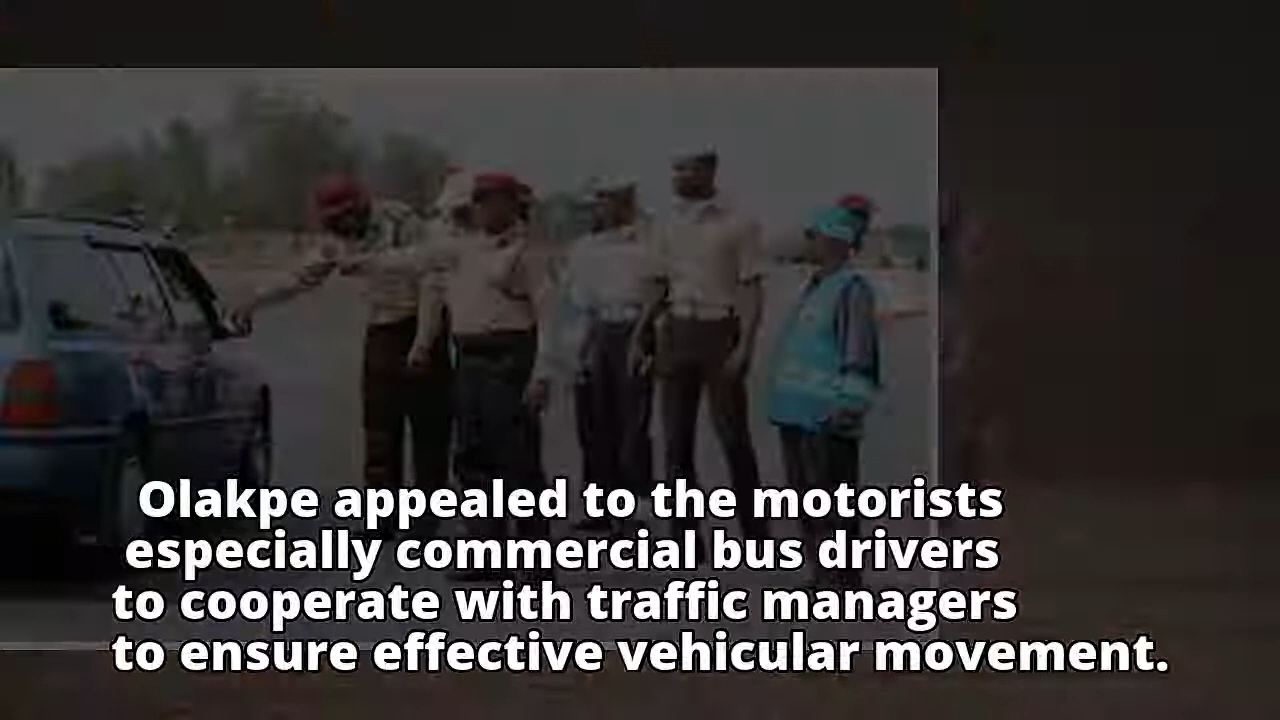 Olakpe appealed to the motorists
especially commercial bus drivers
to cooperate with traffic managers
to ensure effective vehicular movement.